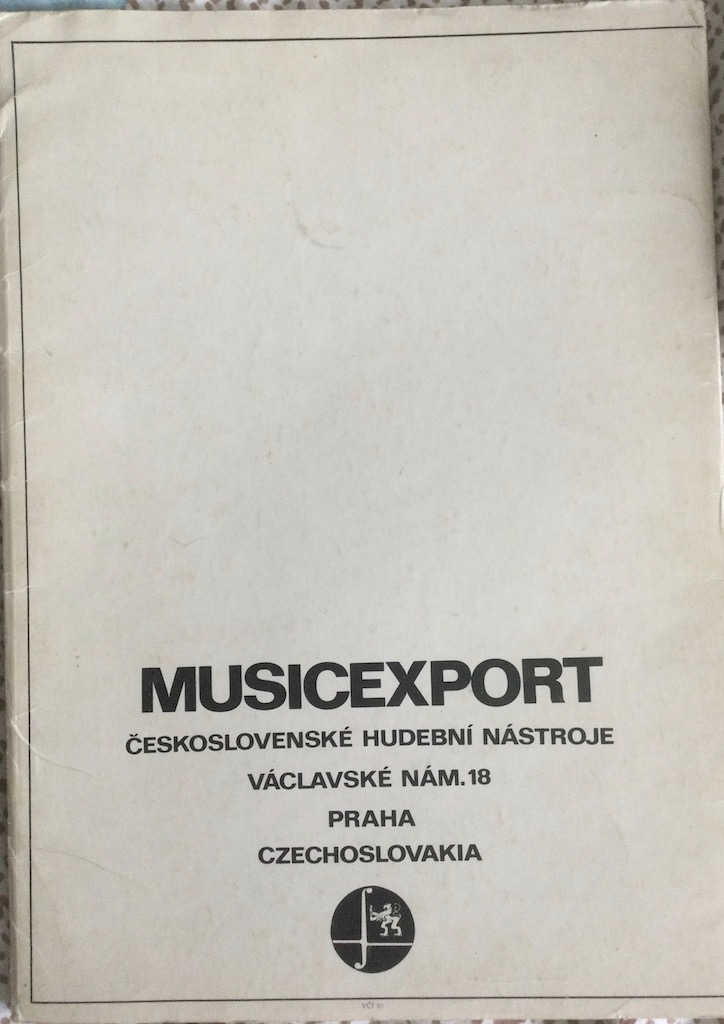 MUSICEXPORT
ČESKOSLOVENSKÉ HUDEBNÍ NÁSTROJE
VÁCLAVSKÉ NÁM.18
PRAHA
CZECHOSLOVAKIA